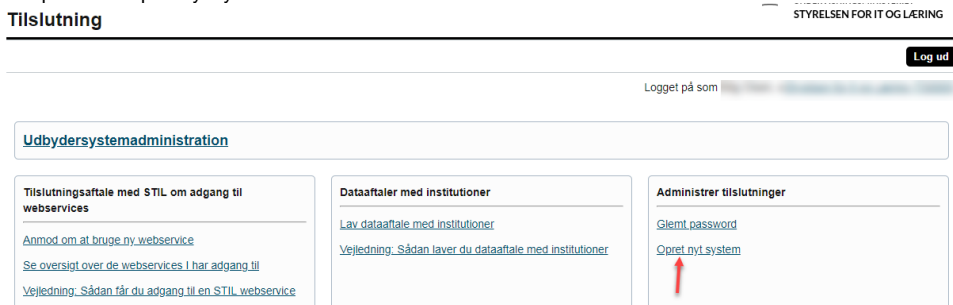 Tilslutning
STYRELSEN FOR IT OG LÆRING
Log ud
Logget på som
Udbydersystemadministration
Tilslutningsaftale med STIL om adgang til
webservices
Anmod om at bruge ny webservice
Se oversigt over de webservices I har adgang til
Vejledning: Sådan får du adgang til en STIL webservice
Dataaftaler med institutioner
Lav dataaftale med institutioner
Vejledning: Sådan laver du dataaftale med institutioner
Administrer tilslutninger
Glemt password
Opret nyt system